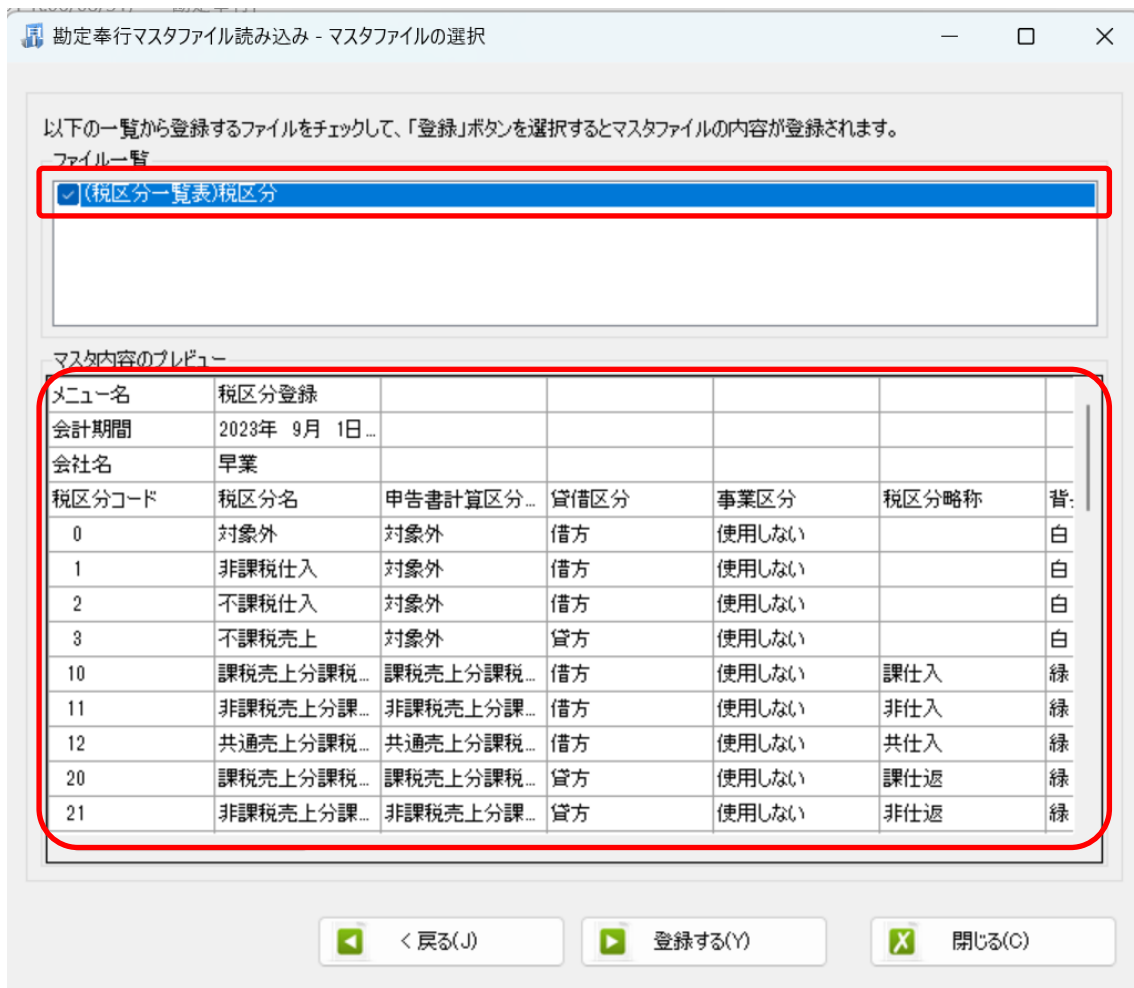 勘定奉行マスタファイル読み込み - マスタファイルの選択
以下の一覧から登録するファイルをチェックして、「登録」ボタンを選択するとマスタファイルの内容が登録されます。
ファイル一覧
(税区分一覧表)税区分
マスタ内容のプレビュー
メニュー名 税区分登録
会計期間 2023年 9月 1日...
会社名 早業
税区分コード 税区分名 申告書計算区分... 貸借区分 事業区分 税区分略称 背
0 対象外 対象外 借方 使用しない 白
1 非課税仕入 対象外 借方 使用しない 白
2 不課税仕入 対象外 借方 使用しない 白
3 不課税売上 対象外 貸方 使用しない 白
10 課税売上分課税... 課税売上分課税... 借方 使用しない 課仕入 緑
11 非課税売上分課... 非課税売上分課... 借方 使用しない 非仕入 緑
12 共通売上分課税... 共通売上分課税... 借方 使用しない 共仕入 緑
20 課税売上分課税... 課税売上分課税... 貸方 使用しない 課仕返 緑
21 非課税売上分課... 非課税売上分課... 貸方 使用しない 非仕返 緑
< 戻る(J) 登録する(Y) 閉じる(C)